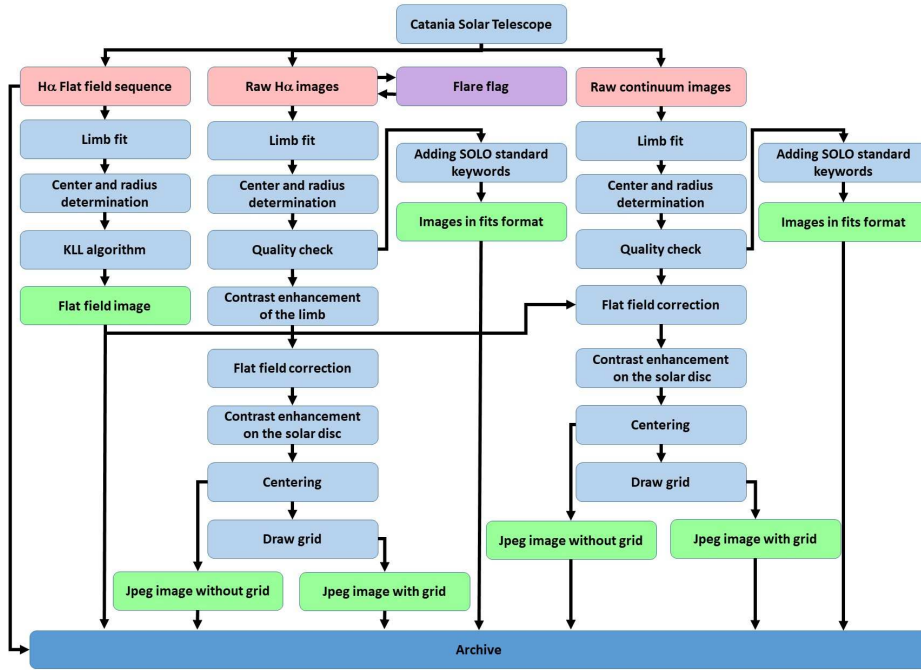 Catania Solar Telescope
Hα Flat field sequence
Raw Hα images
Flare flag
Raw continuum images
Limb fit
Limb fit
Adding SOLO standard
keywords
Limb fit
Adding SOLO standard
keywords
Center and radius
determination
Center and radius
determination
Images in fits format
Center and radius
determination
Images in fits format
KLL algorithm
Quality check
Quality check
Flat field image
Contrast enhancement
of the limb
Flat field correction
Flat field correction
Contrast enhancement
on the solar disc
Contrast enhancement
on the solar disc
Centering
Centering
Draw grid
Draw grid
Jpeg image without grid
Jpeg image with grid
Jpeg image without grid
Jpeg image with grid
Archive